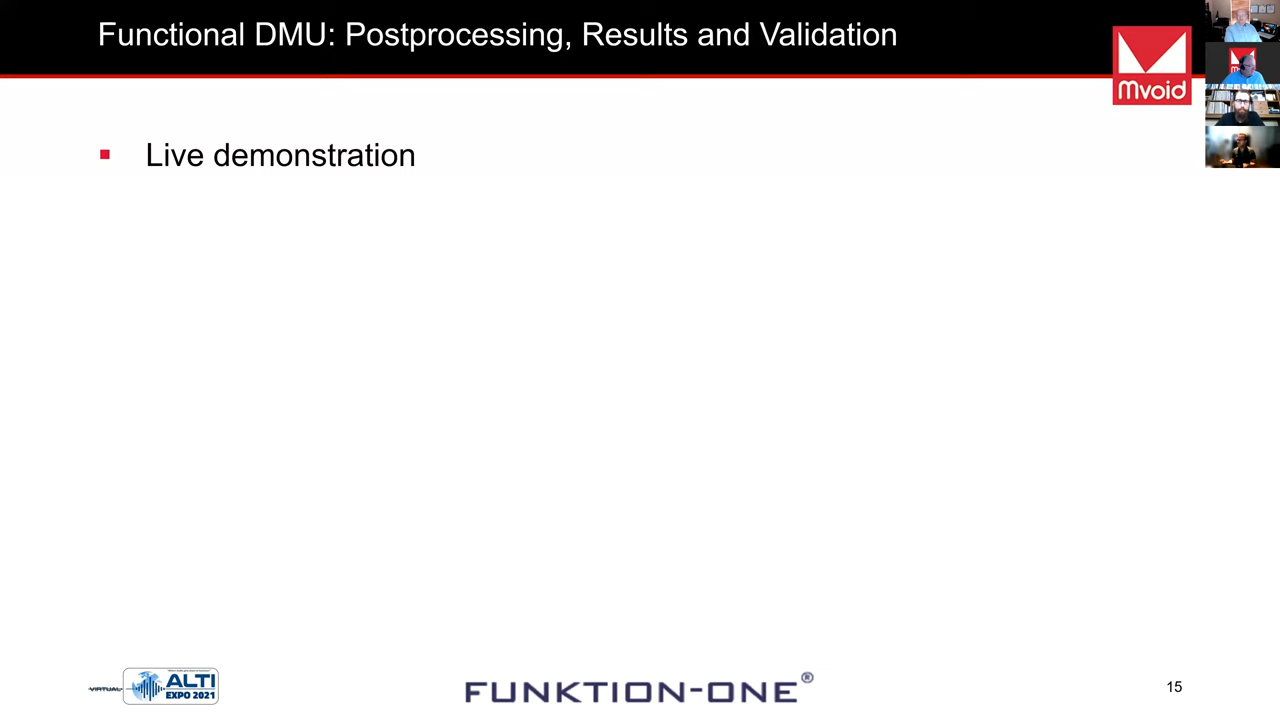 Functional DMU: Postprocessing, Results and Validation
Mvoid
Live demonstration
VIRTUAL
ALTI
EXPO 2021
FUNKTION-ONE®
15